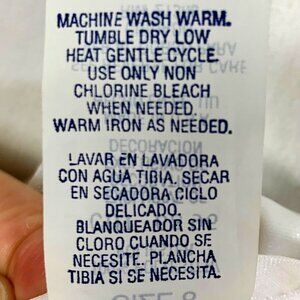 MACHINE WASH WARM.
TUMBLE DRY LOW
HEAT GENTLE CYCLE.
USE ONLY NON
CHLORINE BLEACH
WHEN NEEDED.
WARM IRON AS NEEDED.
LAVAR EN LAVADORA
CON AGUA TIBIA. SECAR
EN SECADORA CICLO
DELICADO.
BLANQUEADOR SIN
CLORO CUANDO SE
NECESITE. PLANCHA
TIBIA SI SE NECESITA.